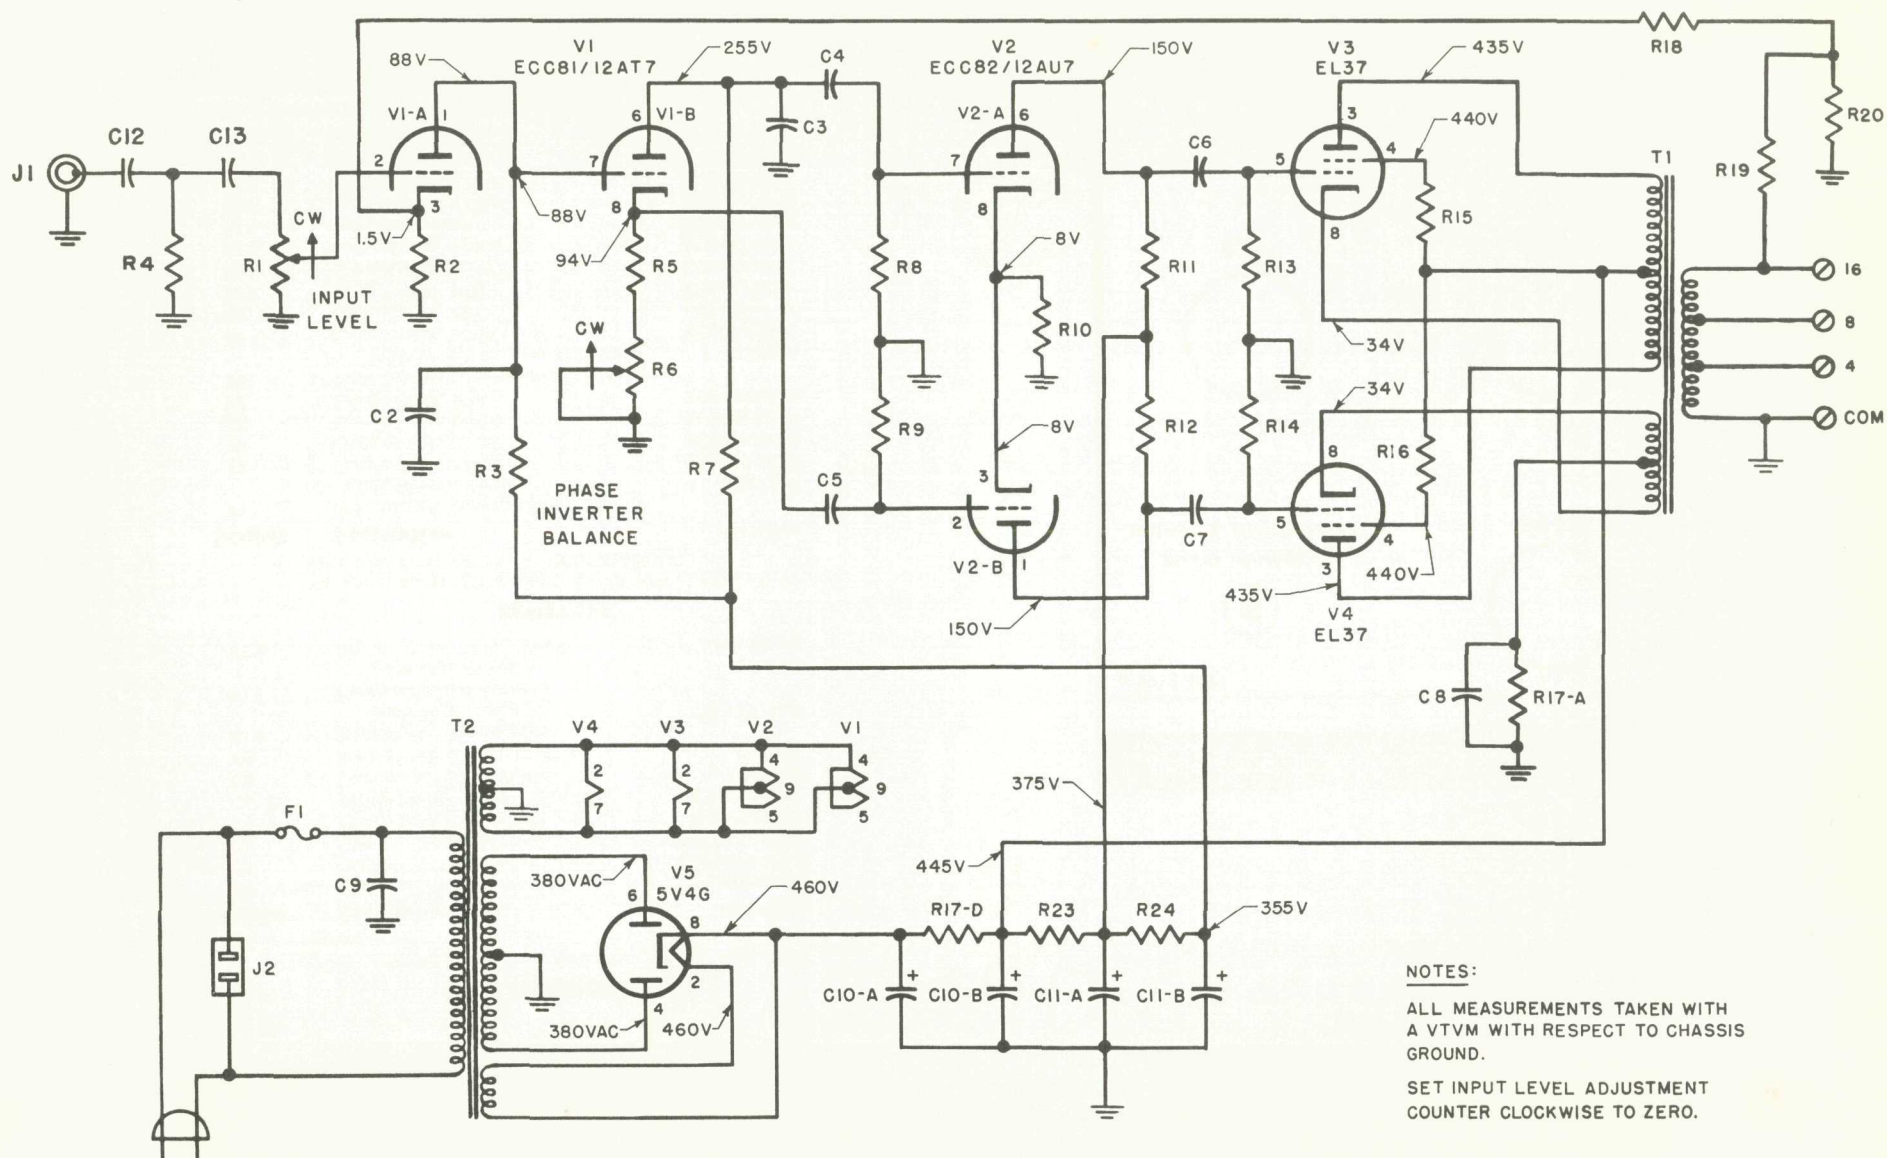 V1
ECC81/12AT7
255V
C4
V2
ECC82/12AU7
150V
V3
EL37
435V
R18
88V
V1-A
1
6
V1-B
C3
V2-A
6
3
440V
R20
C12
C13
J1
2
3
7
8
7
8
C6
5
4
8
T1
R19
CW
1.5V
88V
94V
8V
R15
R4
R1
R2
R5
R8
R11
R13
16
INPUT
LEVEL
CW
R6
R10
34V
8
4
C2
R9
8V
R12
R14
34V
R16
COM
R3
R7
PHASE
INVERTER
BALANCE
C5
3
2
V2-B
1
C7
8
5
4
3
440V
435V
V4
EL37
150V
C8
R17-A
T2
V4
V3
V2
V1
2
7
2
7
4
9
5
4
9
5
375V
F1
C9
J2
380VAC
V5
5V4G
6
8
2
4
460V
445V
R17-D
R23
R24
355V
380VAC
460V
C10-A
+
C10-B
+
C11-A
+
C11-B
+
NOTES:
ALL MEASUREMENTS TAKEN WITH
A VTVM WITH RESPECT TO CHASSIS
GROUND.
SET INPUT LEVEL ADJUSTMENT
COUNTER CLOCKWISE TO ZERO.